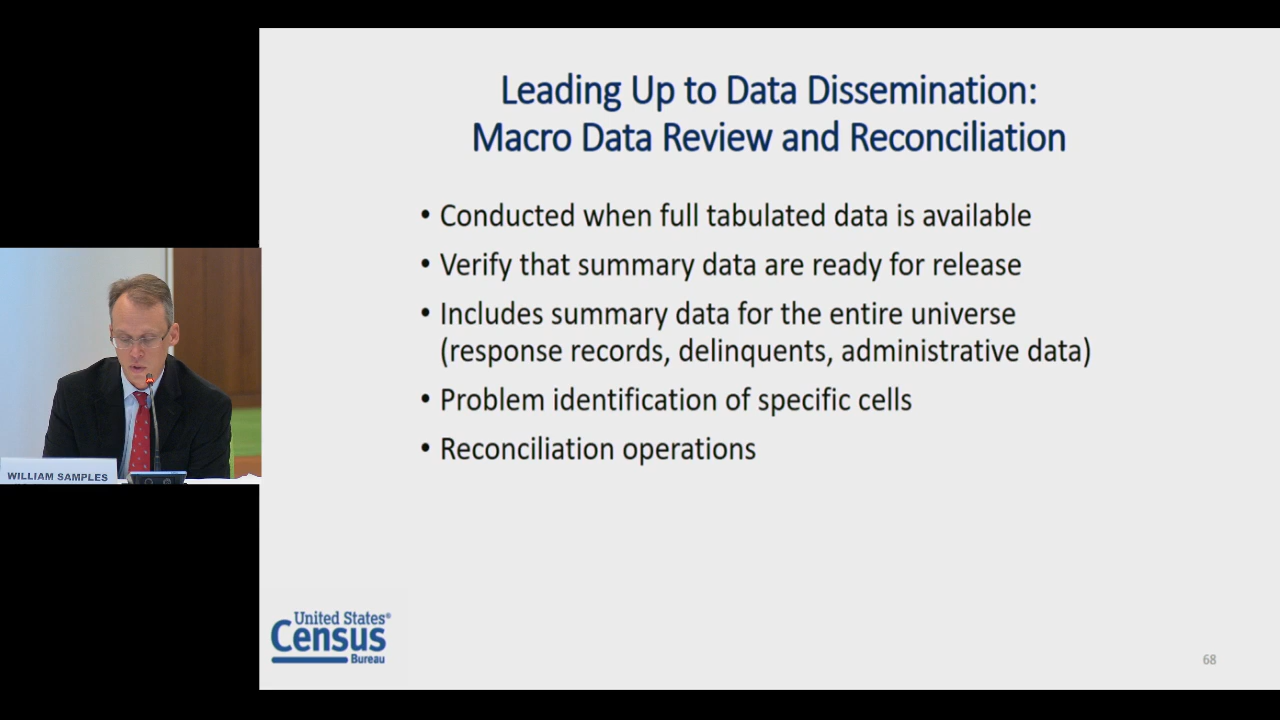 Leading Up to Data Dissemination:
Macro Data Review and Reconciliation
• Conducted when full tabulated data is available
• Verify that summary data are ready for release
• Includes summary data for the entire universe
(response records, delinquents, administrative data)
• Problem identification of specific cells
• Reconciliation operations
WILLIAM SAMPLES
United States®
Census
Bureau
68